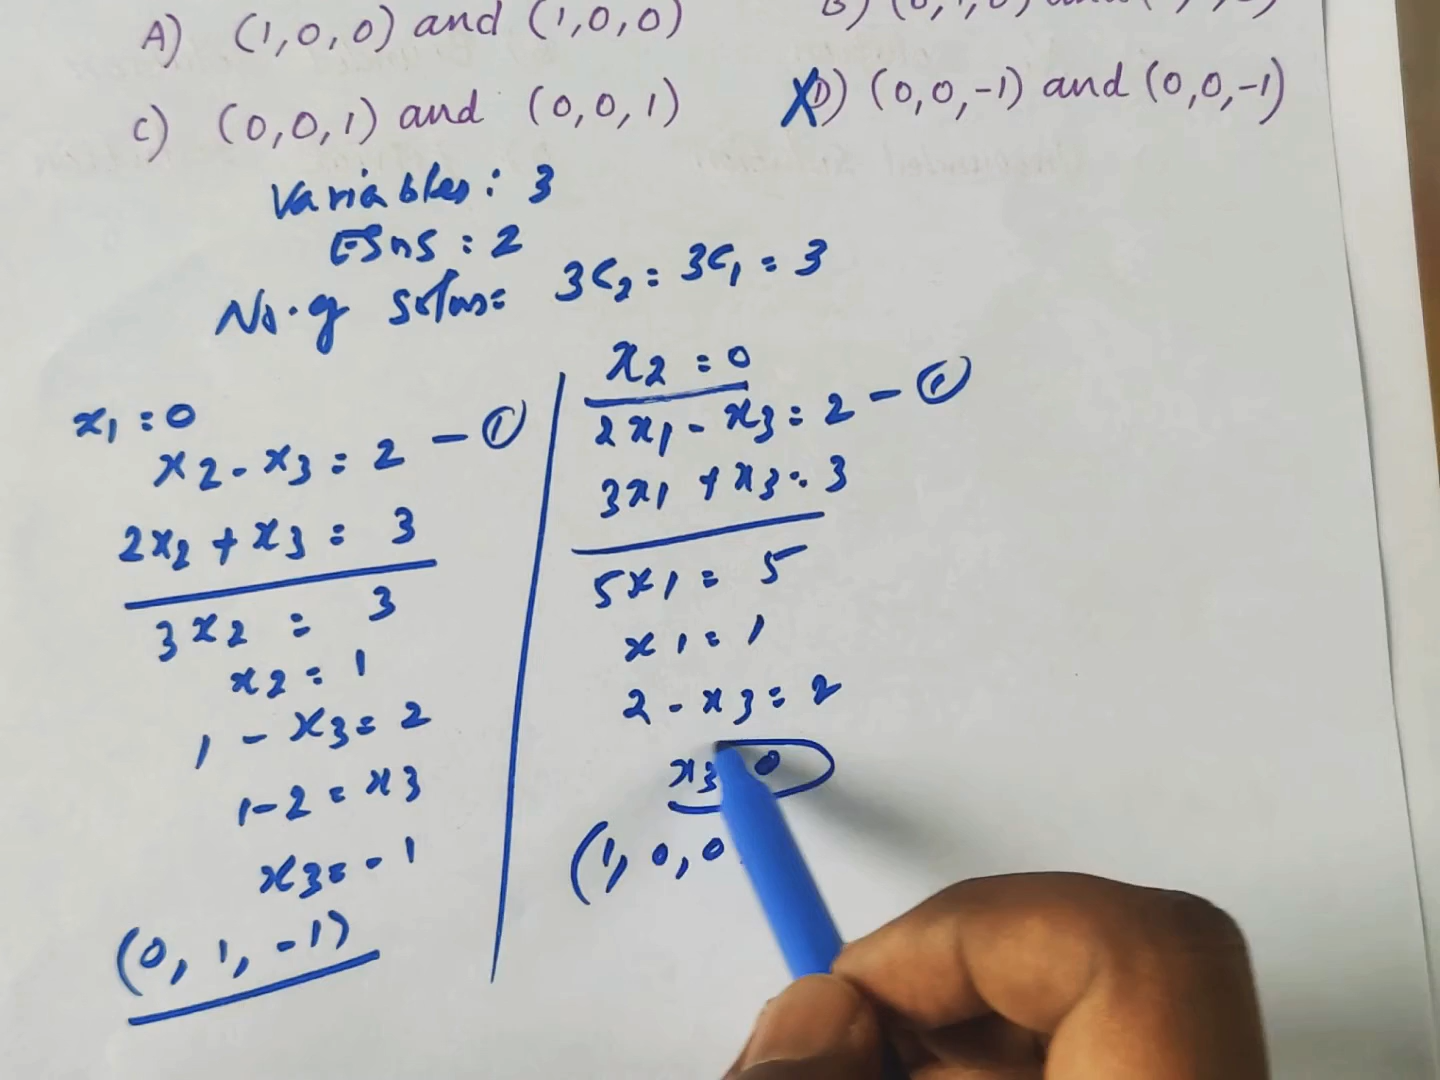 A) (1,0,0) and (1,0,0)
C) (0,0,1) and (0,0,1)
D) (0,0,-1) and (0,0,-1)
Variables: 3
Eqns: 2
No. of solns= 3C₂ = 3C₁ = 3
x₁ = 0
x₂ - x₃ = 2 - ①
2x₂ + x₃ = 3
3x₂ = 3
x₂ = 1
1 - x₃ = 2
1-2 = x₃
x₃ = -1
(0, 1, -1)
x₂ = 0
2x₁ - x₃ = 2 - ①
3x₁ + x₃ = 3
5x₁ = 5
x₁ = 1
2 - x₃ = 2
x₃ 0
(1, 0, 0